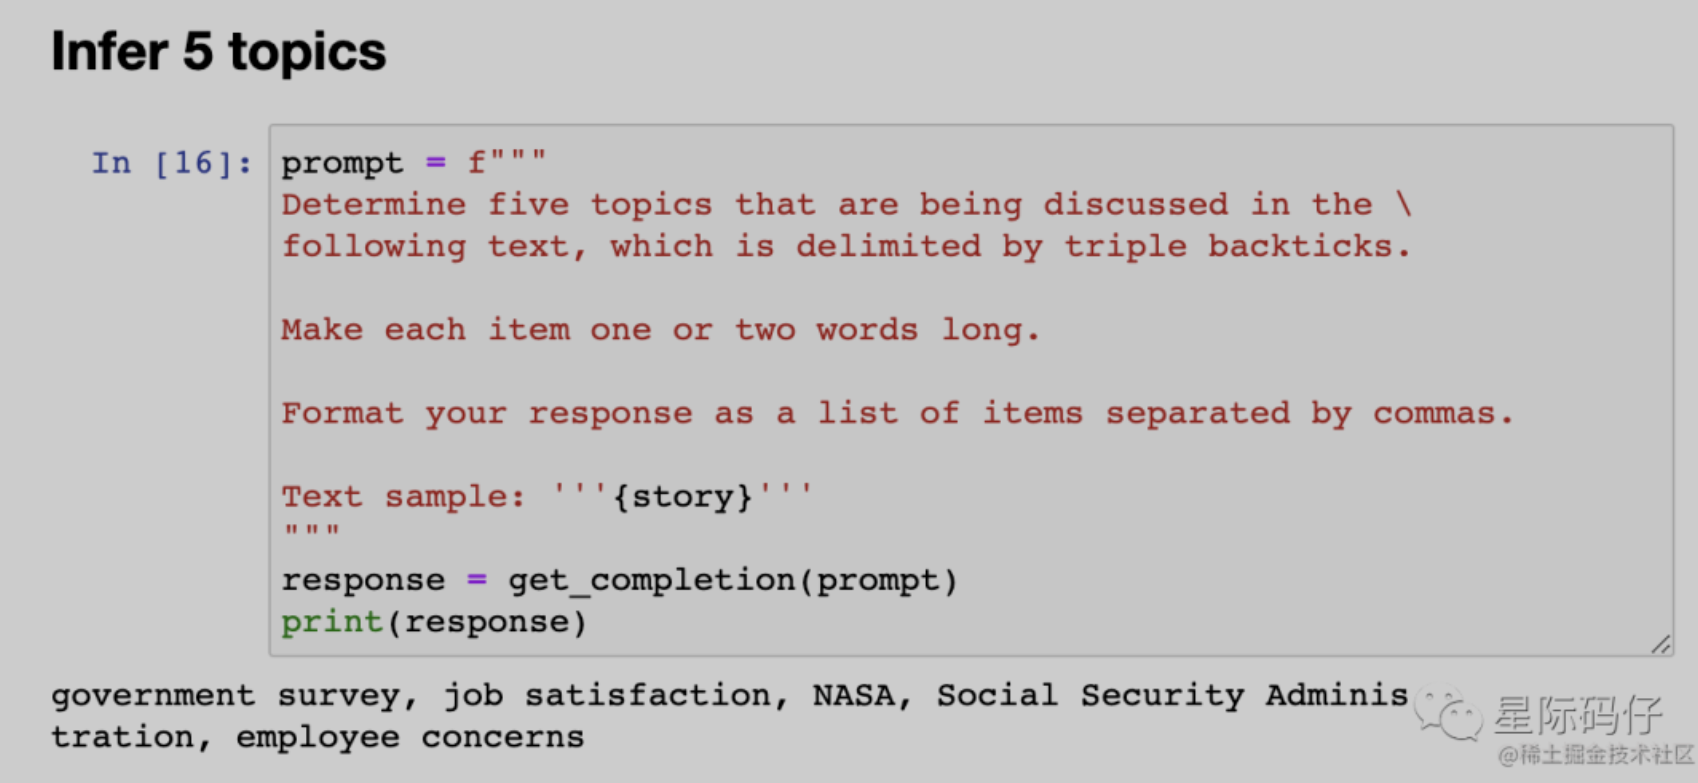 Infer 5 topics
In [16]: prompt = f"""
Determine five topics that are being discussed in the \
following text, which is delimited by triple backticks.
Make each item one or two words long.
Format your response as a list of items separated by commas.
Text sample: '''{story}'''
"""
response = get_completion(prompt)
print(response)
government survey, job satisfaction, NASA, Social Security Adminis
tration, employee concerns
星际码仔
@稀土掘金技术社区